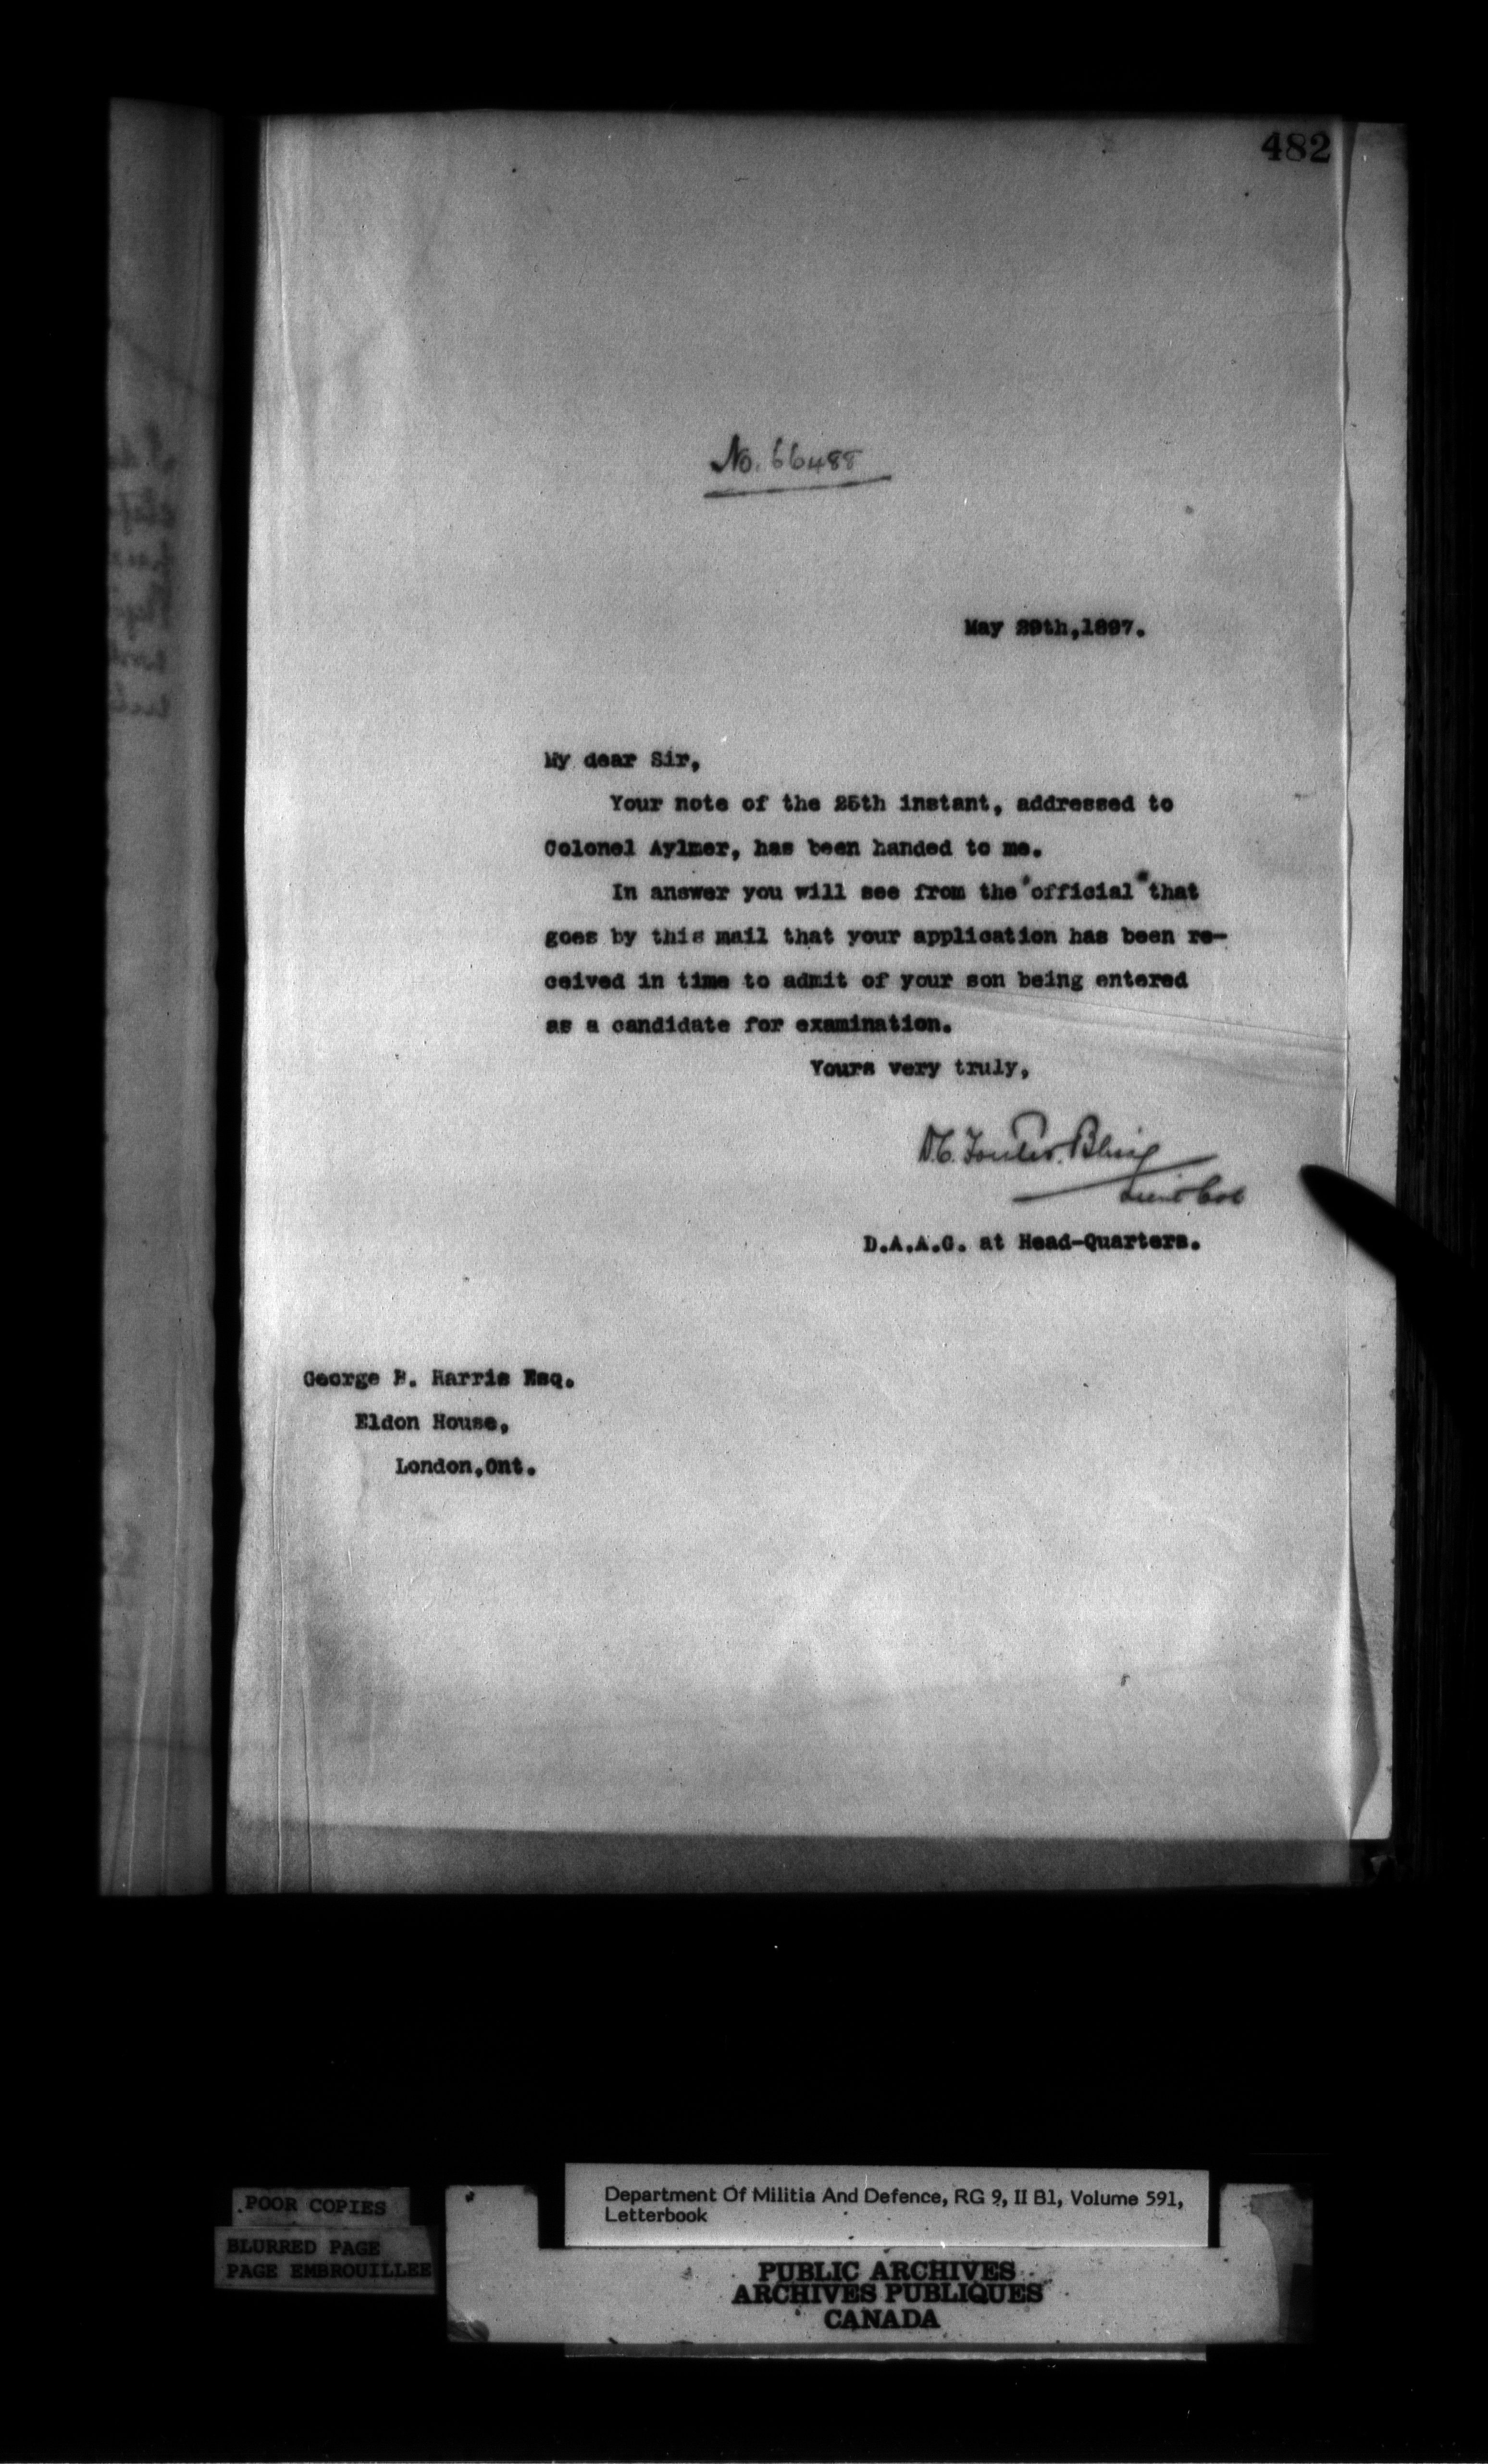 482
No. 66488
May 29th,1897.
My dear Sir,
Your note of the 25th instant, addressed to
Colonel Aylmer, has been handed to me.
In answer you will see from the "official" that
goes by this mail that your application has been re-
ceived in time to admit of your son being entered
as a candidate for examination.
Yours very truly,
Bliss
Lieut Col
D.A.A.G. at Head-Quarters.
George Harris Esq.
Eldon House,
London,Ont.
POOR COPIES
BLURRED PAGE
PAGE EMBROUILLEE
Department Of Militia And Defence, RG 9, II B1, Volume 591,
Letterbook
PUBLIC ARCHIVES
ARCHIVES PUBLIQUES
CANADA